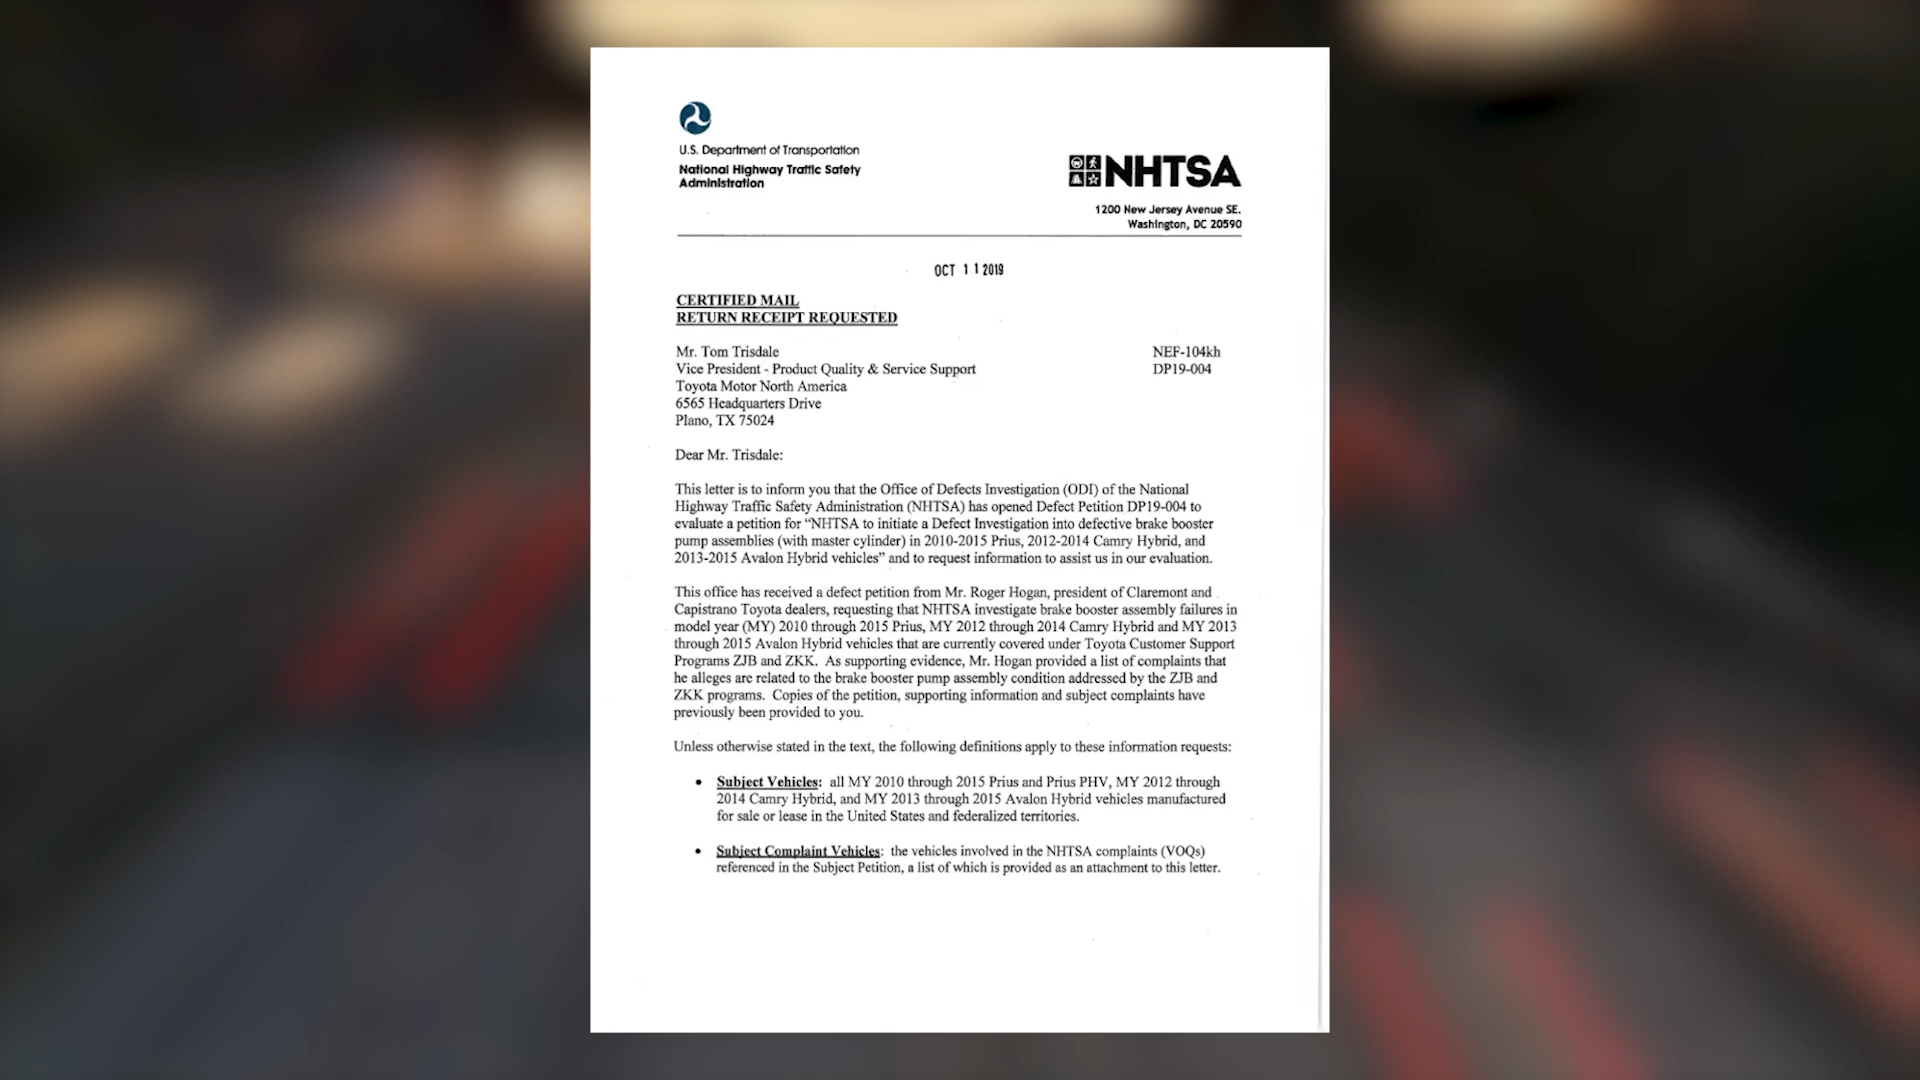 U.S. Department of Transportation
National Highway Traffic Safety
Administration
NHTSA
1200 New Jersey Avenue SE.
Washington, DC 20590
OCT 11 2019
CERTIFIED MAIL
RETURN RECEIPT REQUESTED
Mr. Tom Trisdale
Vice President - Product Quality & Service Support
Toyota Motor North America
6565 Headquarters Drive
Plano, TX 75024
NEF-104kh
DP19-004
Dear Mr. Trisdale:
This letter is to inform you that the Office of Defects Investigation (ODI) of the National
Highway Traffic Safety Administration (NHTSA) has opened Defect Petition DP19-004 to
evaluate a petition for “NHTSA to initiate a Defect Investigation into defective brake booster
pump assemblies (with master cylinder) in 2010-2015 Prius, 2012-2014 Camry Hybrid, and
2013-2015 Avalon Hybrid vehicles” and to request information to assist us in our evaluation.
This office has received a defect petition from Mr. Roger Hogan, president of Claremont and
Capistrano Toyota dealers, requesting that NHTSA investigate brake booster assembly failures in
model year (MY) 2010 through 2015 Prius, MY 2012 through 2014 Camry Hybrid and MY 2013
through 2015 Avalon Hybrid vehicles that are currently covered under Toyota Customer Support
Programs ZJB and ZKK. As supporting evidence, Mr. Hogan provided a list of complaints that
he alleges are related to the brake booster pump assembly condition addressed by the ZJB and
ZKK programs. Copies of the petition, supporting information and subject complaints have
previously been provided to you.
Unless otherwise stated in the text, the following definitions apply to these information requests:
• Subject Vehicles: all MY 2010 through 2015 Prius and Prius PHV, MY 2012 through
2014 Camry Hybrid, and MY 2013 through 2015 Avalon Hybrid vehicles manufactured
for sale or lease in the United States and federalized territories.
• Subject Complaint Vehicles: the vehicles involved in the NHTSA complaints (VOQs)
referenced in the Subject Petition, a list of which is provided as an attachment to this letter.